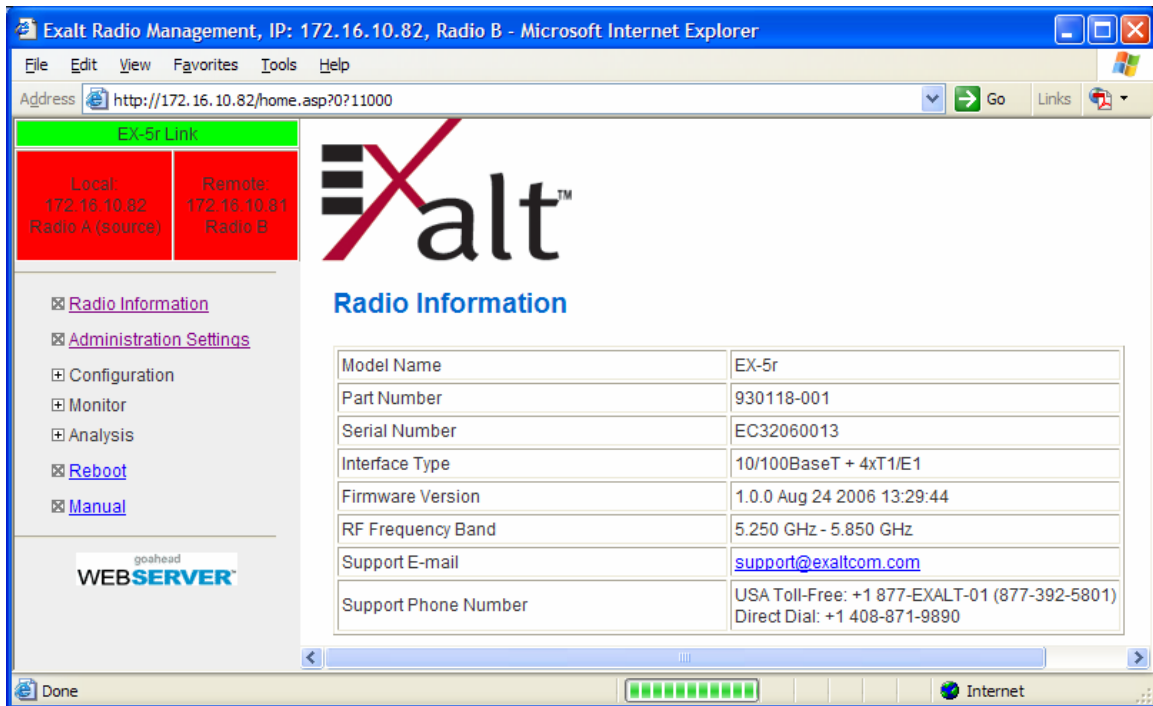 Exalt Radio Management, IP: 172.16.10.82, Radio B - Microsoft Internet Explorer
File Edit View Favorites Tools Help
Address http://172.16.10.82/home.asp?0?11000 Go Links
EX-5r Link
Local: 172.16.10.82 Radio A (source)
Remote: 172.16.10.81 Radio B
Exalt™
Radio Information
Administration Settings
Configuration
Monitor
Analysis
Reboot
Manual
goahead
WEBSERVER
Radio Information
Model Name EX-5r
Part Number 930118-001
Serial Number EC32060013
Interface Type 10/100BaseT + 4xT1/E1
Firmware Version 1.0.0 Aug 24 2006 13:29:44
RF Frequency Band 5.250 GHz - 5.850 GHz
Support E-mail support@exaltcom.com
Support Phone Number USA Toll-Free: +1 877-EXALT-01 (877-392-5801)
Direct Dial: +1 408-871-9890
Done Internet